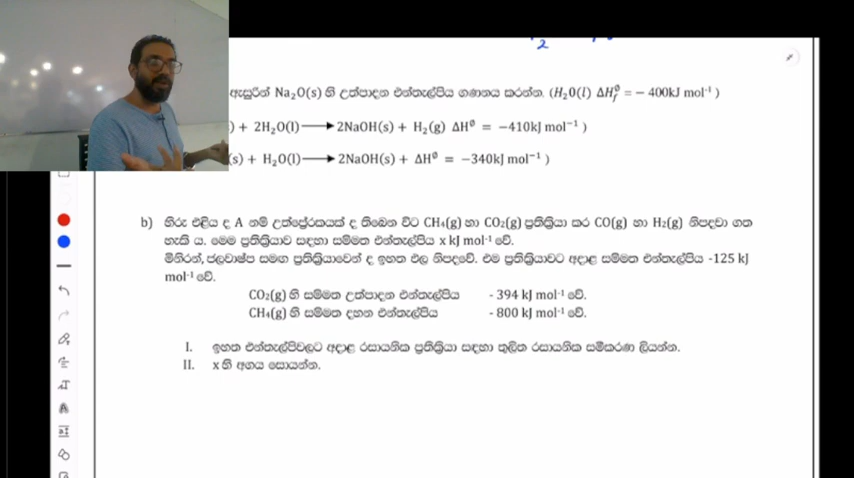 ඇසුරින් Na₂O(s) හි උත්පාදන එන්තැල්පිය ගණනය කරන්න. (H₂0(l) ΔH_f^∅ = − 400kJ mol⁻¹ )
) + 2H₂O(l)⟶2NaOH(s) + H₂(g) ΔH^∅ = −410kJ mol⁻¹ )
(s) + H₂O(l)⟶2NaOH(s) + ΔH^∅ = −340kJ mol⁻¹ )
b) හිරු එළිය ද A නම් උත්ප්‍රේරකයක් ද තිබෙන විට CH₄(g) හා CO₂(g) ප්‍රතික්‍රියා කර CO(g) හා H₂(g) නිපදවා ගත
හැකි ය. මෙම ප්‍රතික්‍රියාව සඳහා සම්මත එන්තැල්පිය x kJ mol⁻¹ වේ.
මිනිරන්, ජලවාෂ්ප සමඟ ප්‍රතික්‍රියාවෙන් ද ඉහත ඵල නිපදවේ. එම ප්‍රතික්‍රියාවට අදාළ සම්මත එන්තැල්පිය -125 kJ
mol⁻¹ වේ.
CO₂(g) හි සම්මත උත්පාදන එන්තැල්පිය - 394 kJ mol⁻¹ වේ.
CH₄(g) හි සම්මත දහන එන්තැල්පිය - 800 kJ mol⁻¹ වේ.
I. ඉහත එන්තැල්පිවලට අදාළ රසායනික ප්‍රතික්‍රියා සඳහා තුලිත රසායනික සමීකරණ ලියන්න.
II. x හි අගය සොයන්න.